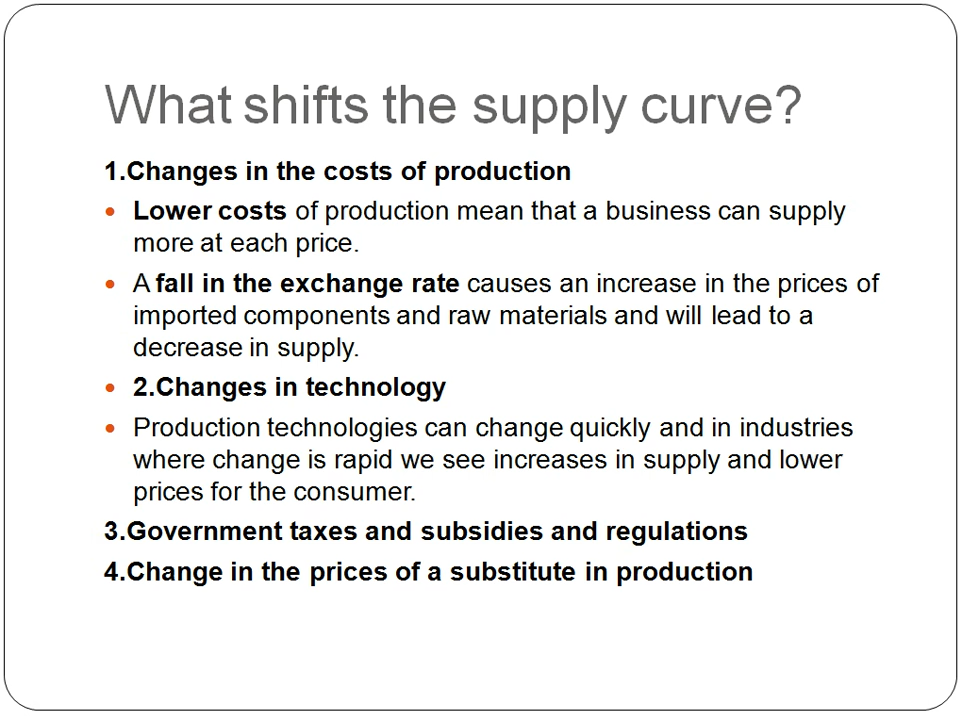 What shifts the supply curve?
1.Changes in the costs of production
• Lower costs of production mean that a business can supply
more at each price.
• A fall in the exchange rate causes an increase in the prices of
imported components and raw materials and will lead to a
decrease in supply.
• 2.Changes in technology
• Production technologies can change quickly and in industries
where change is rapid we see increases in supply and lower
prices for the consumer.
3.Government taxes and subsidies and regulations
4.Change in the prices of a substitute in production